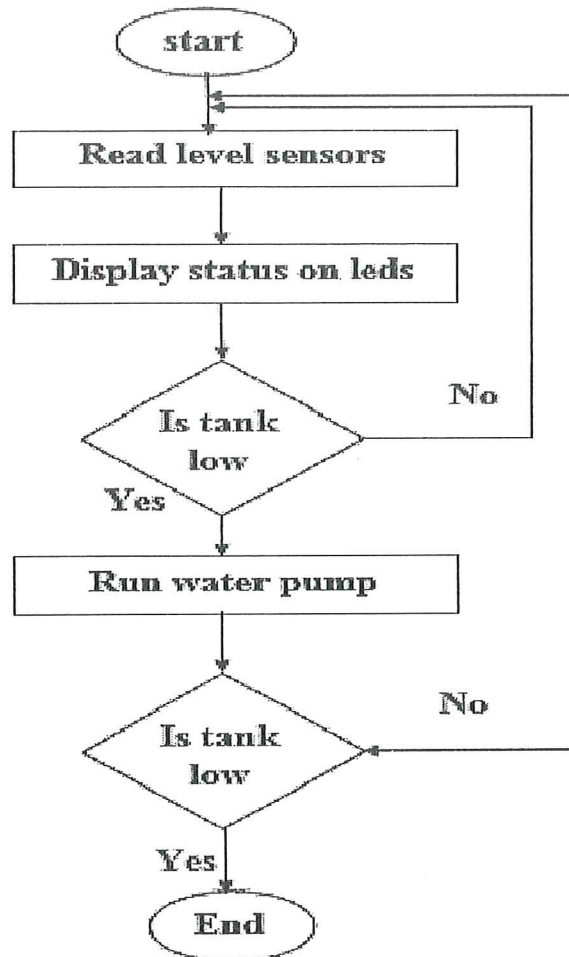 start
Read level sensors
Display status on leds
No
Is tank
low
Yes
Run water pump
No
Is tank
low
Yes
End